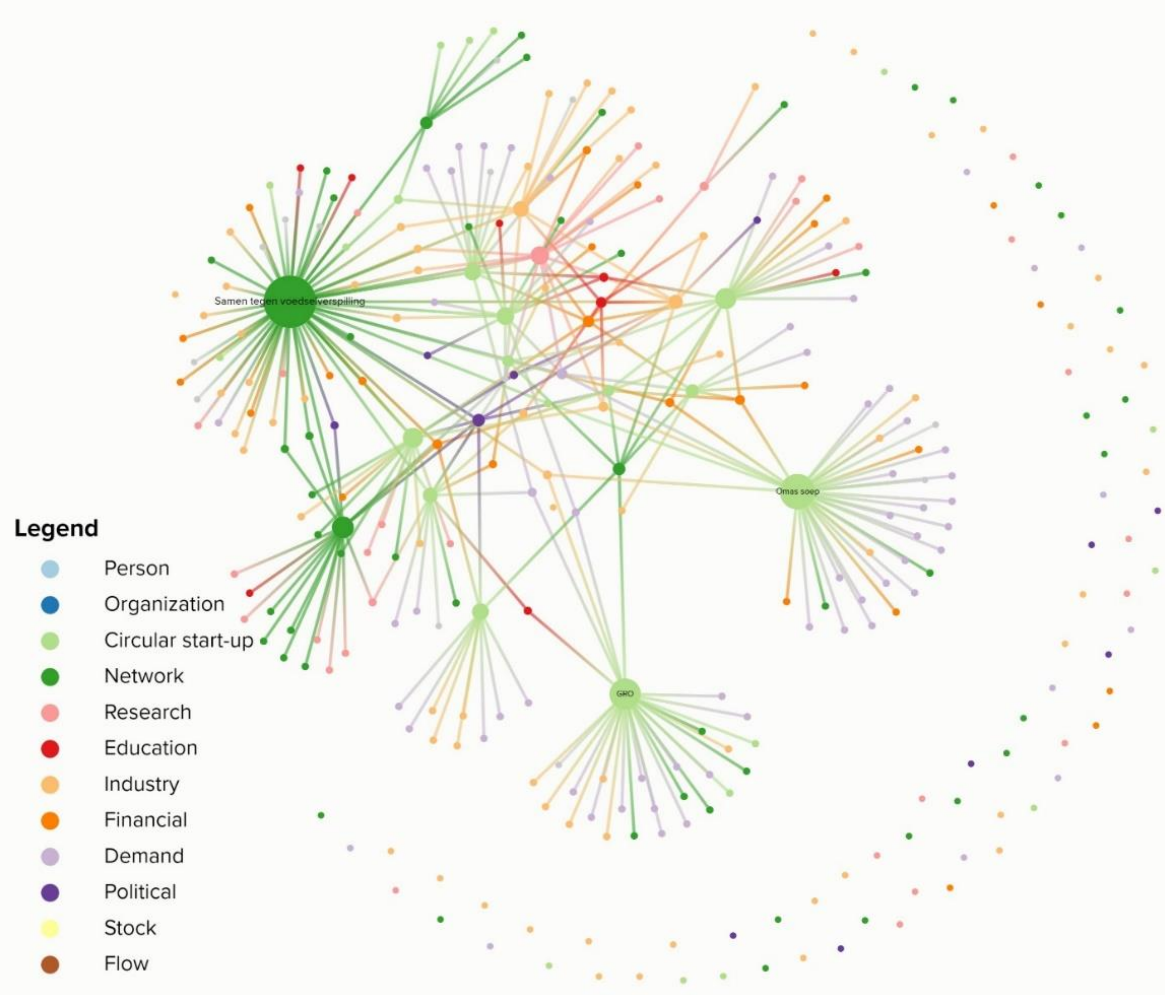 Samen tegen voedselverspilling
Omas soep
GRO
Legend
Person
Organization
Circular start-up
Network
Research
Education
Industry
Financial
Demand
Political
Stock
Flow